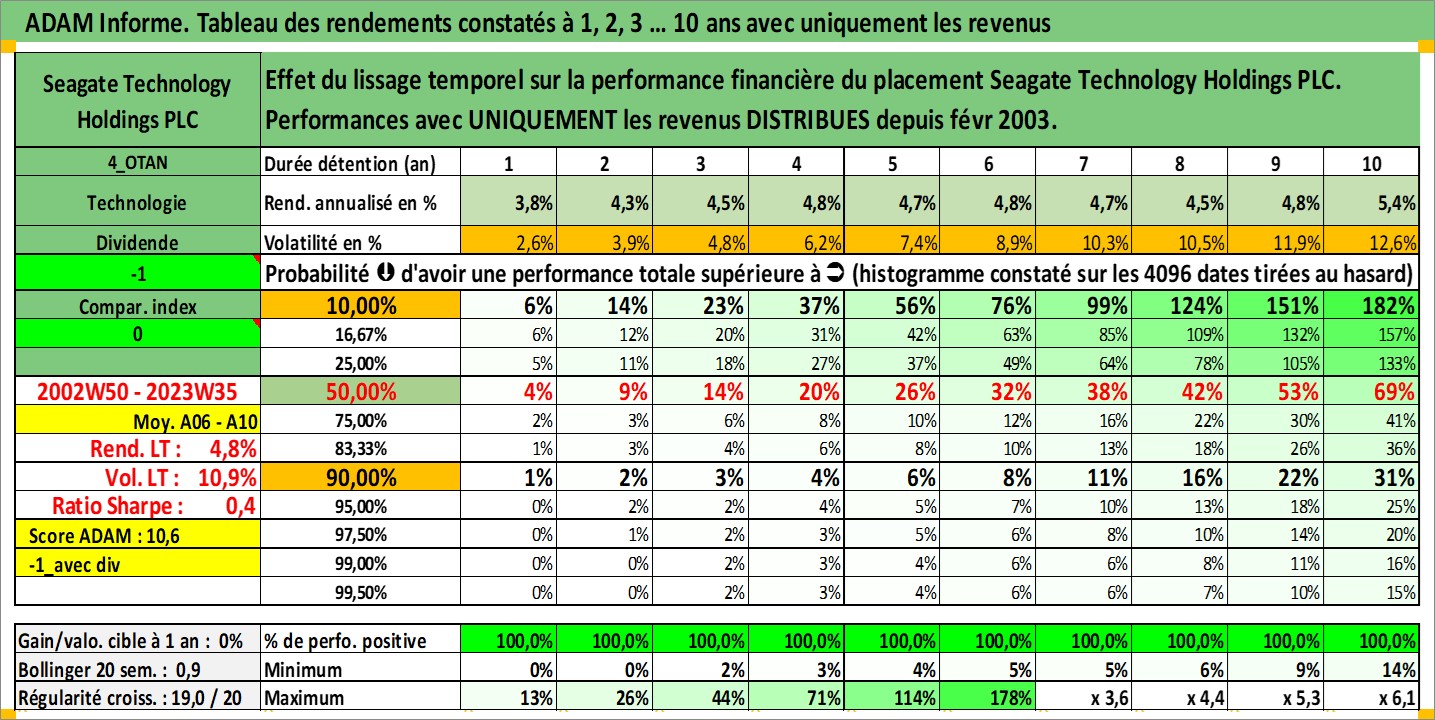 ADAM Informe. Tableau des rendements constatés à 1, 2, 3 ... 10 ans avec uniquement les revenus
Seagate Technology Holdings PLC
Effet du lissage temporel sur la performance financière du placement Seagate Technology Holdings PLC.
Performances avec UNIQUEMENT les revenus DISTRIBUES depuis févr 2003.
4_OTAN Durée détention (an) 1 2 3 4 5 6 7 8 9 10
Technologie Rend. annualisé en % 3,8% 4,3% 4,5% 4,8% 4,7% 4,8% 4,7% 4,5% 4,8% 5,4%
Dividende Volatilité en % 2,6% 3,9% 4,8% 6,2% 7,4% 8,9% 10,3% 10,5% 11,9% 12,6%
-1 Probabilité ⬇ d'avoir une performance totale supérieure à ➲ (histogramme constaté sur les 4096 dates tirées au hasard)
Compar. index 10,00% 6% 14% 23% 37% 56% 76% 99% 124% 151% 182%
0 16,67% 6% 12% 20% 31% 42% 63% 85% 109% 132% 157%
25,00% 5% 11% 18% 27% 37% 49% 64% 78% 105% 133%
2002W50 - 2023W35 50,00% 4% 9% 14% 20% 26% 32% 38% 42% 53% 69%
Moy. A06 - A10 75,00% 2% 3% 6% 8% 10% 12% 16% 22% 30% 41%
Rend. LT : 4,8% 83,33% 1% 3% 4% 6% 8% 10% 13% 18% 26% 36%
Vol. LT : 10,9% 90,00% 1% 2% 3% 4% 6% 8% 11% 16% 22% 31%
Ratio Sharpe : 0,4 95,00% 0% 2% 2% 4% 5% 7% 10% 13% 18% 25%
Score ADAM : 10,6 97,50% 0% 1% 2% 3% 5% 6% 8% 10% 14% 20%
-1_avec div 99,00% 0% 0% 2% 3% 4% 6% 6% 8% 11% 16%
99,50% 0% 0% 2% 3% 4% 6% 6% 7% 10% 15%
Gain/valo. cible à 1 an : 0% % de perfo. positive 100,0% 100,0% 100,0% 100,0% 100,0% 100,0% 100,0% 100,0% 100,0% 100,0%
Bollinger 20 sem. : 0,9 Minimum 0% 0% 2% 3% 4% 5% 5% 6% 9% 14%
Régularité croiss. : 19,0 / 20 Maximum 13% 26% 44% 71% 114% 178% x 3,6 x 4,4 x 5,3 x 6,1